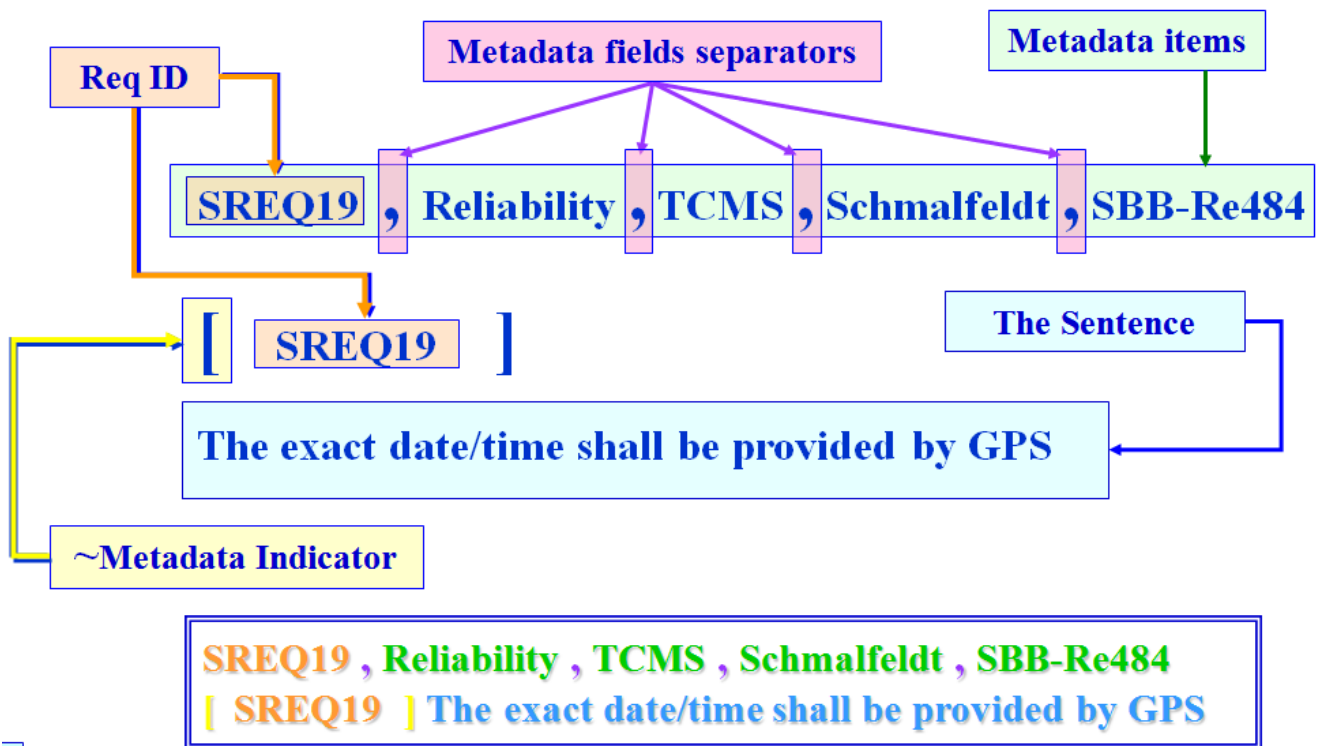 Metadata fields separators
Metadata items
Req ID
SREQ19 , Reliability , TCMS , Schmalfeldt , SBB-Re484
[ SREQ19 ]
The Sentence
The exact date/time shall be provided by GPS
~Metadata Indicator
SREQ19 , Reliability , TCMS , Schmalfeldt , SBB-Re484
[ SREQ19 ] The exact date/time shall be provided by GPS